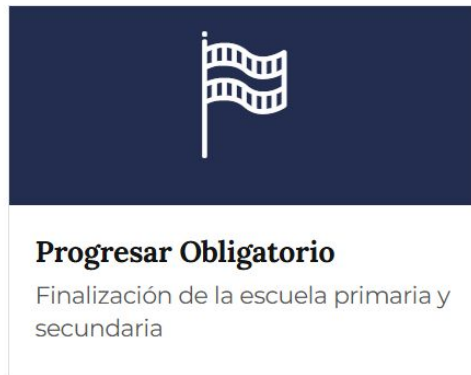 Progresar Obligatorio
Finalización de la escuela primaria y
secundaria